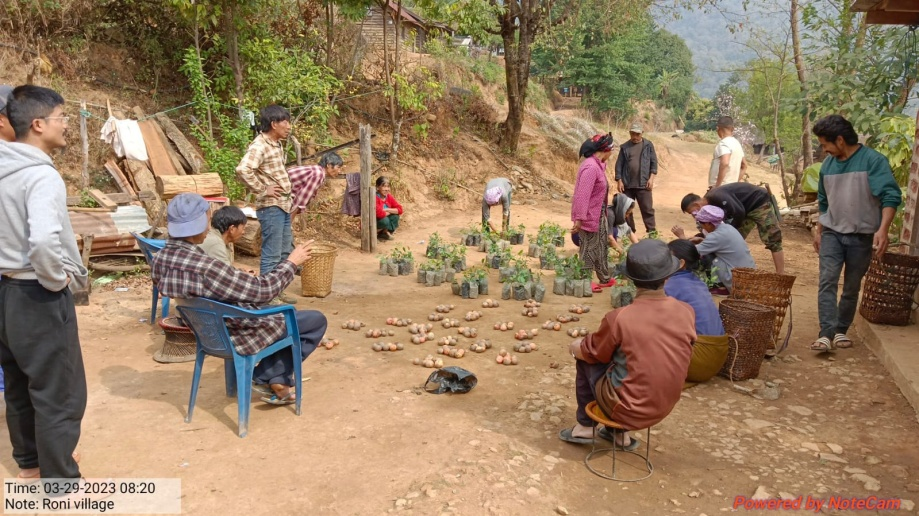 Time: 03-29-2023 08:20
Note: Roni village
Powered by NoteCam